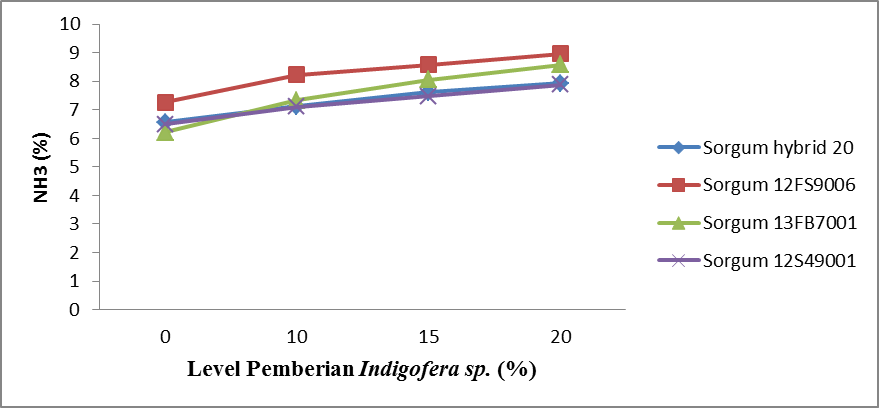 10
9
8
7
6
5
4
3
2
1
0
NH3 (%)
0 10 15 20
Level Pemberian Indigofera sp. (%)
Sorgum hybrid 20
Sorgum 12FS9006
Sorgum 13FB7001
Sorgum 12S49001